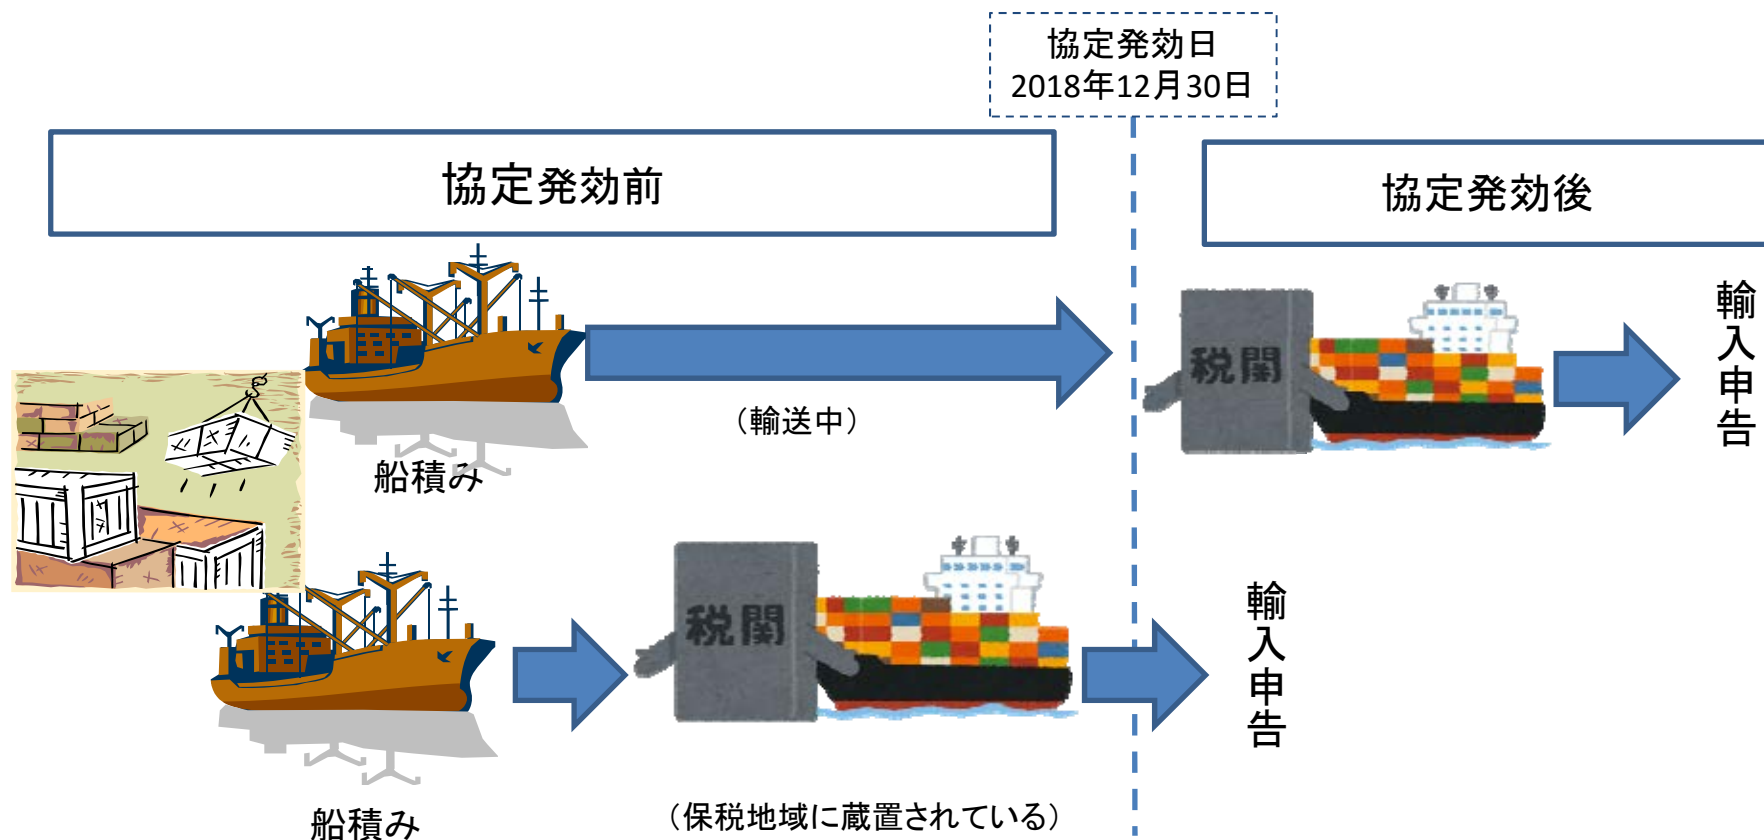 協定発効日
2018年12月30日
協定発効前
協定発効後
税関
輸入申告
（輸送中）
船積み
税関
輸入申告
船積み
（保税地域に蔵置されている）